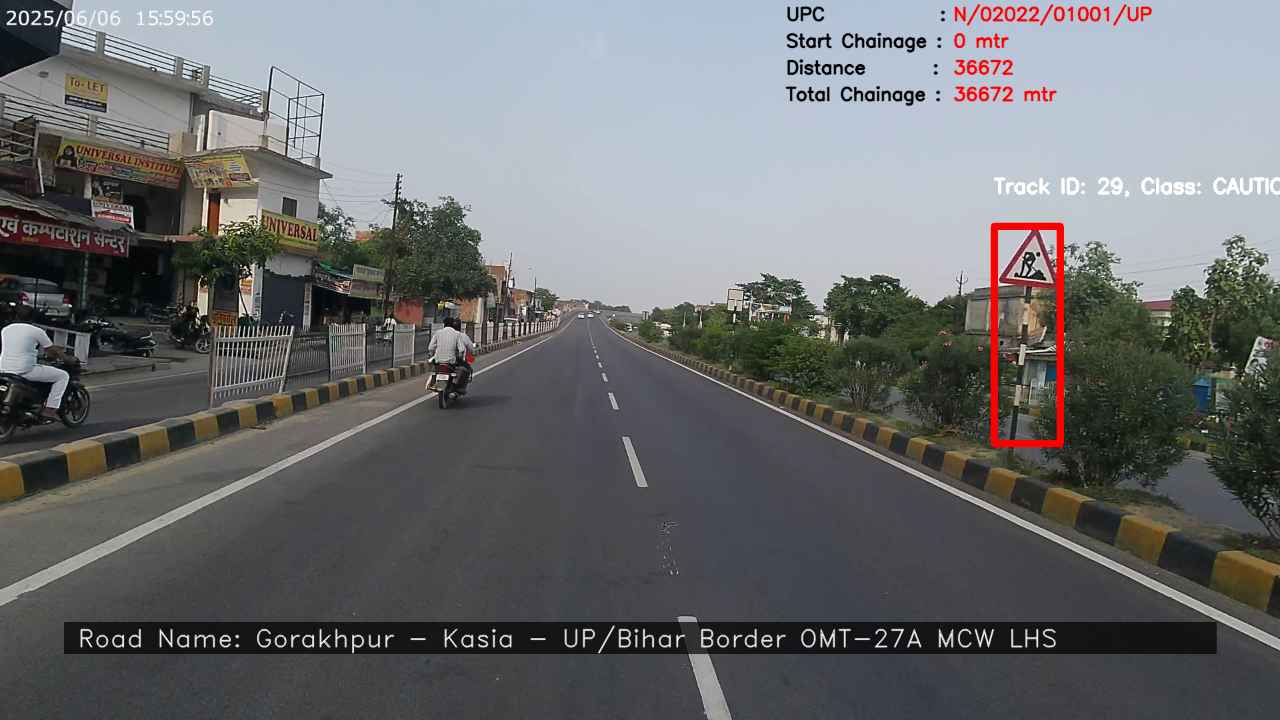 2025/06/06 15:59:56
UPC : N/02022/01001/UP
Start Chainage : 0 mtr
Distance : 36672
Total Chainage : 36672 mtr
To-LET
UNIVERSAL INSTITUTE
Track ID: 29, Class: CAUTIO
UNIVERSAL
एवं कम्पटीशन सेन्टर
Road Name: Gorakhpur - Kasia - UP/Bihar Border OMT-27A MCW LHS